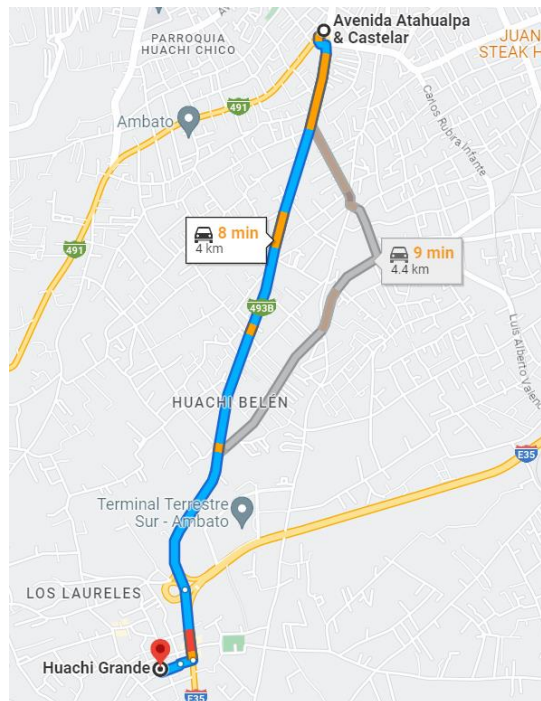 Avenida Atahualpa
& Castelar
PARROQUIA
HUACHI CHICO
JUAN
STEAK H
491
Ambato
Carlos Rubira Infante
8 min
4 km
9 min
4.4 km
491
493B
Luis Alberto Valenc
HUACHI BELÉN
E35
Terminal Terrestre
Sur - Ambato
LOS LAURELES
Huachi Grande
E35